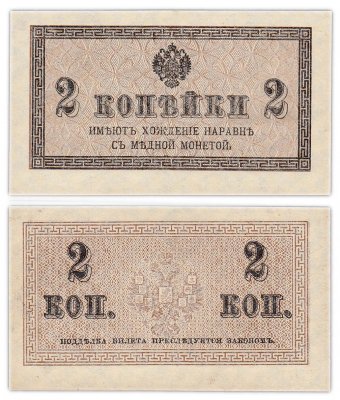 2 КОПѢЙКИ 2
ИМѢЮТЪ ХОЖДЕНІЕ НАРАВНѢ
СЪ МѢДНОЙ МОНЕТОЙ.
2 2
КОП. КОП.
ПОДДѢЛКА БИЛЕТА ПРЕСЛѢДУЕТСЯ ЗАКОНОМЪ.